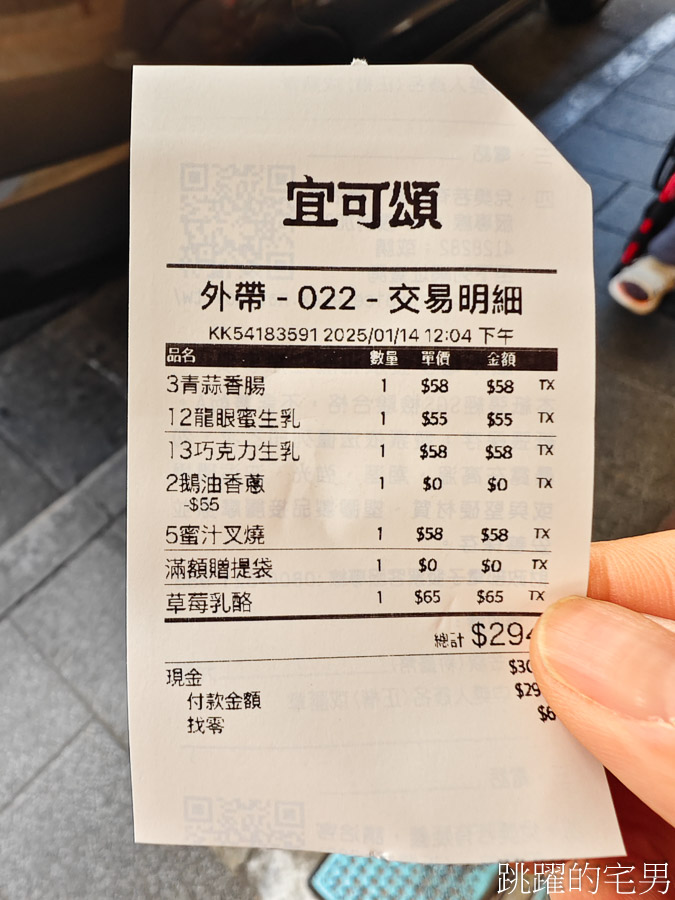 宜可頌
外帶 - 022 - 交易明細
KK54183591 2025/01/14 12:04 下午
品名 數量 單價 金額
3青蒜香腸 1 $58 $58 TX
12龍眼蜜生乳 1 $55 $55 TX
13巧克力生乳 1 $58 $58 TX
2鵝油香蔥 1 $0 $0 TX
-$55
5蜜汁叉燒 1 $58 $58 TX
滿額贈提袋 1 $0 $0 TX
草莓乳酪 1 $65 $65 TX
總計 $294
現金 $30
付款金額 $29
找零 $6
跳躍的宅男